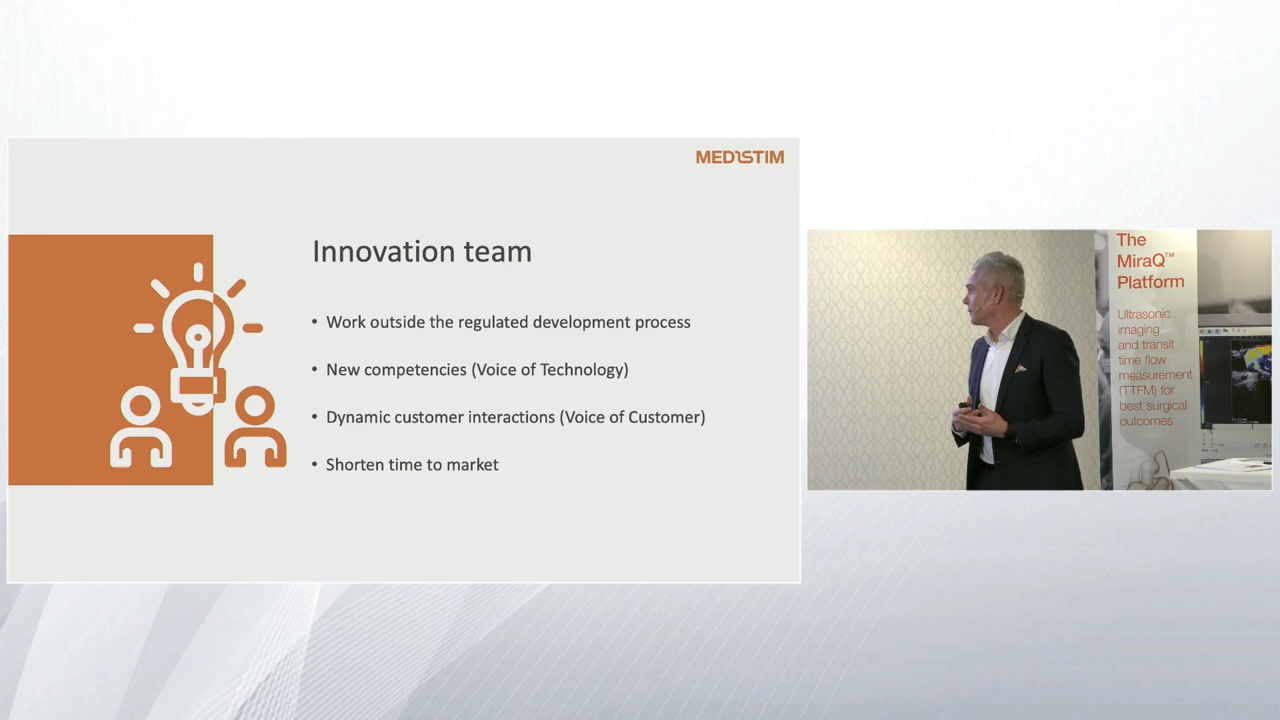 MEDISTIM
Innovation team
• Work outside the regulated development process
• New competencies (Voice of Technology)
• Dynamic customer interactions (Voice of Customer)
• Shorten time to market
The
MiraQ™
Platform
Ultrasonic
imaging
and transit
time flow
measurement
(TTFM) for
best surgical
outcomes